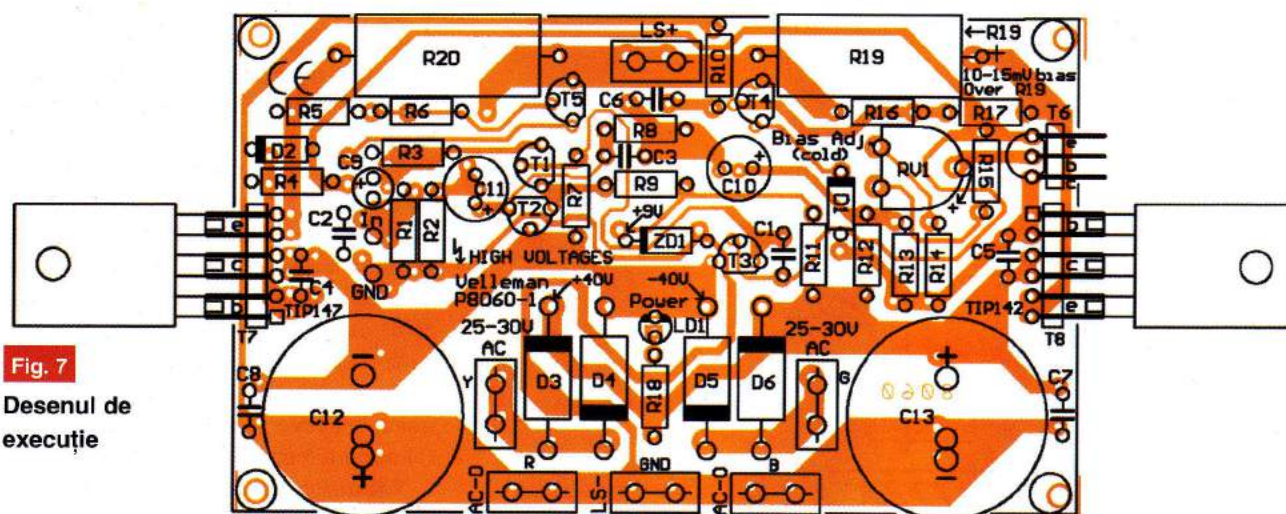 LS+
←R19
R20
R10
R19
10-15mV bias
Over R19
T5
C6
T4
R5
R6
R16
R17
T6
R8
Bias Adj.
(cold)
e
b
c
D2
C9
R3
T1
C3
C10
RV1
R15
R4
C11
R7
R9
D1
C2
In
R1
R2
T2
+9V
ZD1
C1
T3
R11
R12
R13
R14
C5
e
c
b
C4
HIGH VOLTAGES
GND
Velleman
P8060-1
+40V
-40V
Power
LD1
b
c
e
TIP147
TIP142
T7
T8
25-30V
AC
25-30V
AC
Fig. 7
Desenul de
execuție
C8
C12
-
+
Y
D3
D4
R18
D5
D6
G
8060
C13
+
-
C7
R
GND
B
AC-0
LS-
AC-0